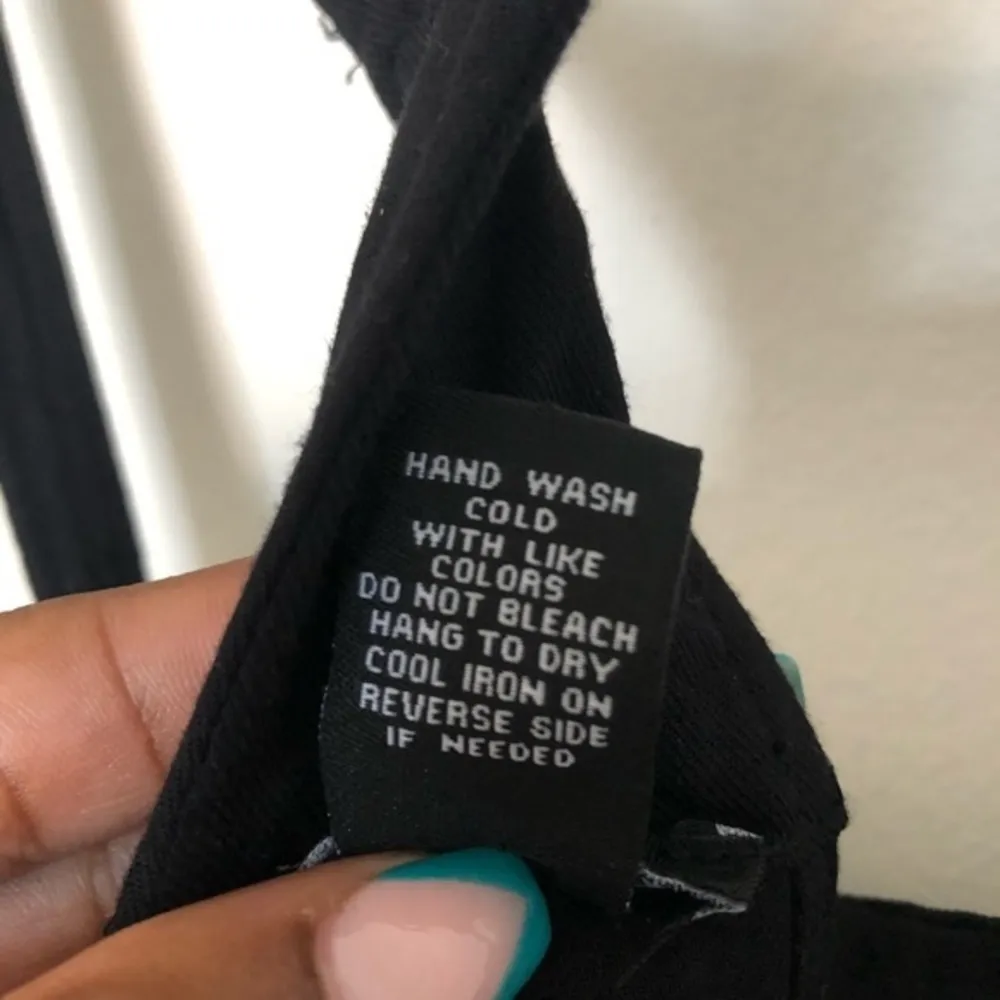 HAND WASH
COLD
WITH LIKE
COLORS
DO NOT BLEACH
HANG TO DRY
COOL IRON ON
REVERSE SIDE
IF NEEDED